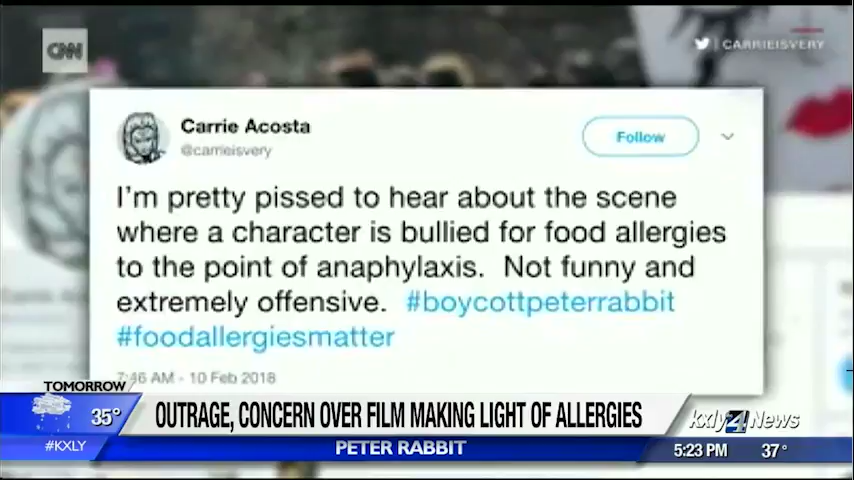 CNN
CARRIEISVERY
Carrie Acosta
@carrieisvery
Follow
I'm pretty pissed to hear about the scene
where a character is bullied for food allergies
to the point of anaphylaxis. Not funny and
extremely offensive. #boycottpeterrabbit
#foodallergiesmatter
7:46 AM - 10 Feb 2018
TOMORROW
35°
OUTRAGE, CONCERN OVER FILM MAKING LIGHT OF ALLERGIES
kxly 4 News
#KXLY
PETER RABBIT
5:23 PM 37°